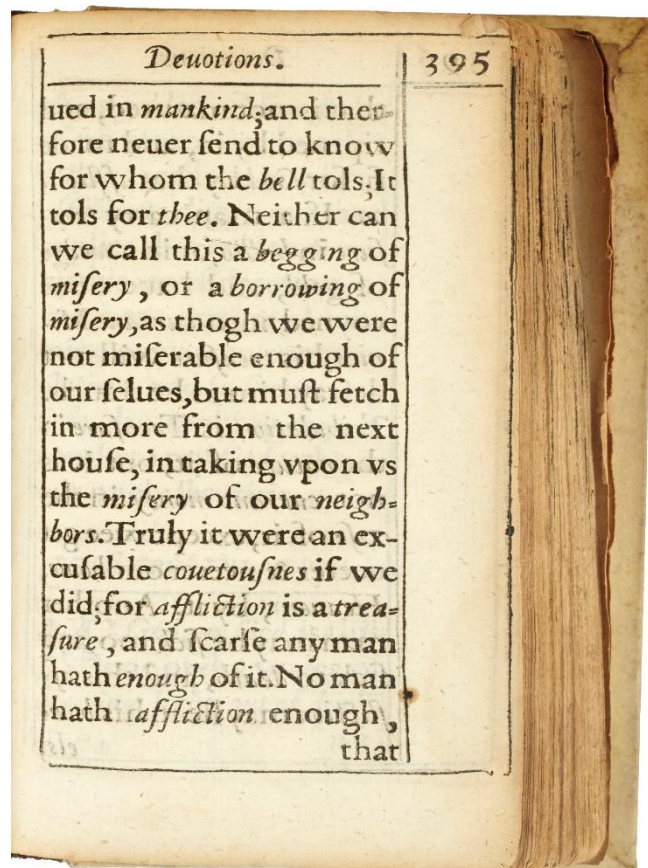 Deuotions. 395
ued in mankind; and ther-
fore neuer ſend to know
for whom the bell tols; It
tols for thee. Neither can
we call this a begging of
miſery, or a borrowing of
miſery, as thogh we were
not miſerable enough of
our ſelues, but muſt fetch
in more from the next
houſe, in taking vpon vs
the miſery of our neigh-
bors. Truly it were an ex-
cuſable couetouſnes if we
did; for affliction is a trea-
ſure, and ſcarſe any man
hath enough of it. No man
hath affliction enough,
that